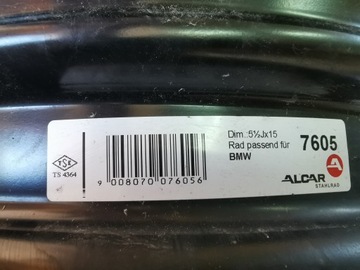 Dim.:5½Jx15
Rad passend für
BMW
7605
TSE
TS 4364
9 008070 076056
ALCAR
STAHLRAD